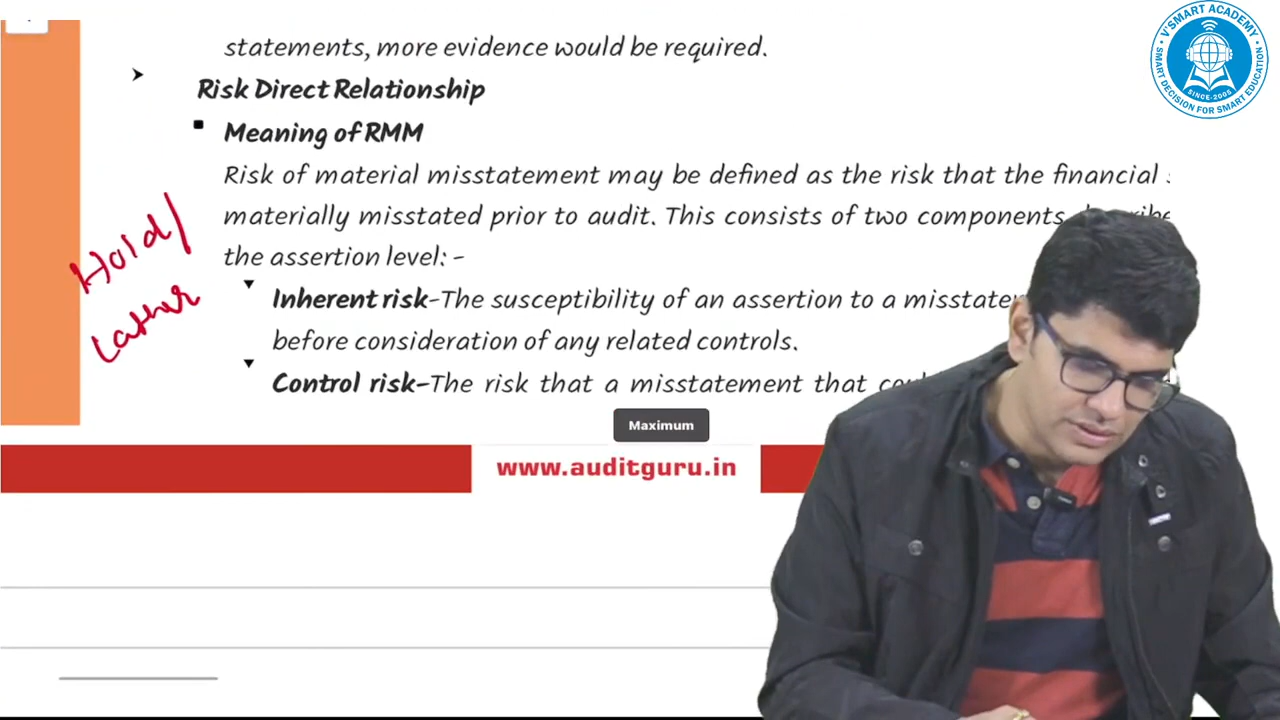 statements, more evidence would be required.
Risk Direct Relationship
Meaning of RMM
Risk of material misstatement may be defined as the risk that the financial
materially misstated prior to audit. This consists of two components
the assertion level: -
Inherent risk-The susceptibility of an assertion to a
before consideration of any related controls.
Control risk-The risk that a misstatement that
Hold/
Latter
Maximum
www.auditguru.in
V'SMART ACADEMY
SINCE-2005
SMART DECISION FOR SMART EDUCATION